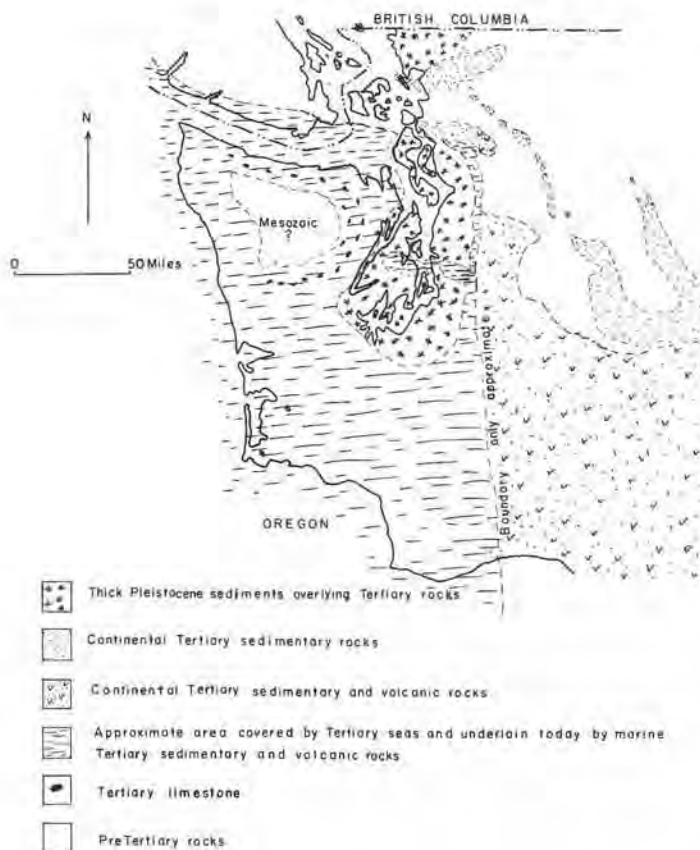 BRITISH COLUMBIA
N
Mesozoic
?
0 50 Miles
Boundary only approximate
OREGON
Thick Pleistocene sediments overlying Tertiary rocks
Continental Tertiary sedimentary rocks
Continental Tertiary sedimentary and volcanic rocks
Approximate area covered by Tertiary seas and underlain today by marine
Tertiary sedimentary and volcanic rocks
Tertiary limestone
PreTertiary rocks